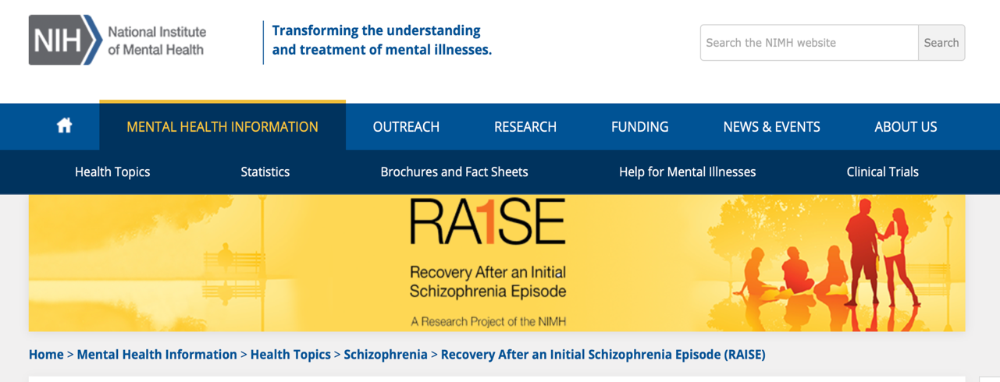 NIH National Institute
of Mental Health
Transforming the understanding
and treatment of mental illnesses.
Search the NIMH website
Search
MENTAL HEALTH INFORMATION OUTREACH RESEARCH FUNDING NEWS & EVENTS ABOUT US
Health Topics Statistics Brochures and Fact Sheets Help for Mental Illnesses Clinical Trials
RA1SE
Recovery After an Initial
Schizophrenia Episode
A Research Project of the NIMH
Home > Mental Health Information > Health Topics > Schizophrenia > Recovery After an Initial Schizophrenia Episode (RAISE)